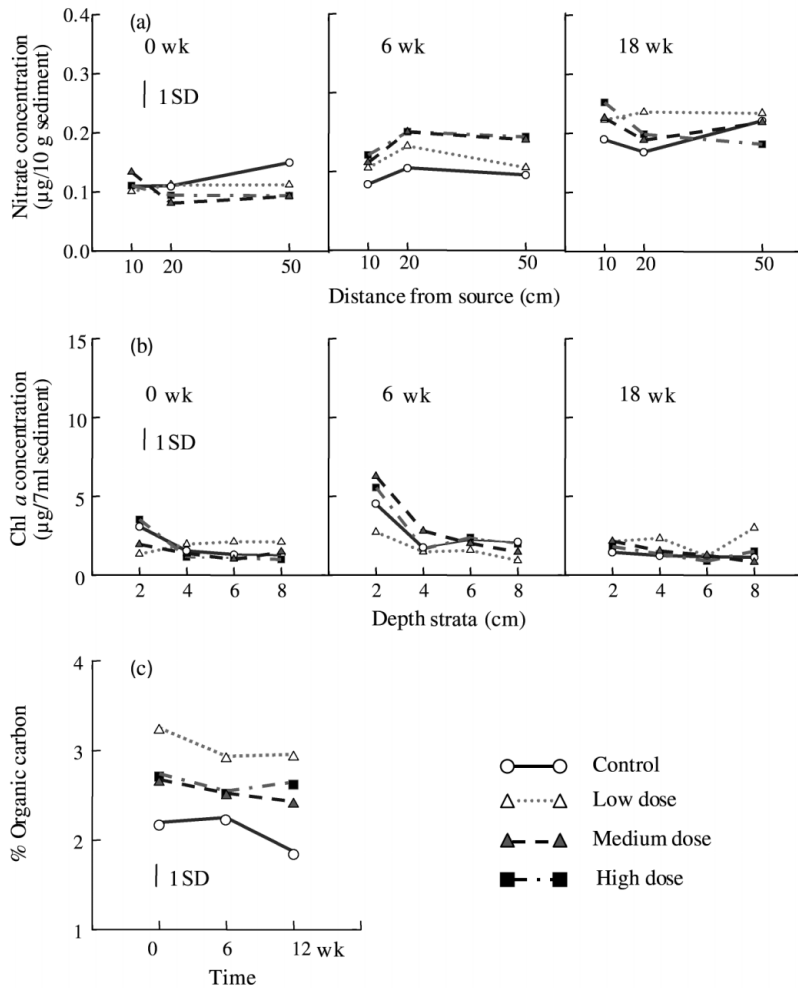 (a)
0 wk
6 wk
18 wk
1 SD
Nitrate concentration
(µg/10 g sediment)
0.4
0.3
0.2
0.1
0.0
10 20 50
10 20 50
10 20 50
Distance from source (cm)
(b)
0 wk
6 wk
18 wk
1 SD
Chl a concentration
(µg/7ml sediment)
15
10
5
0
2 4 6 8
2 4 6 8
2 4 6 8
Depth strata (cm)
(c)
% Organic carbon
4
3
2
1
1 SD
0 6 12 wk
Time
Control
Low dose
Medium dose
High dose